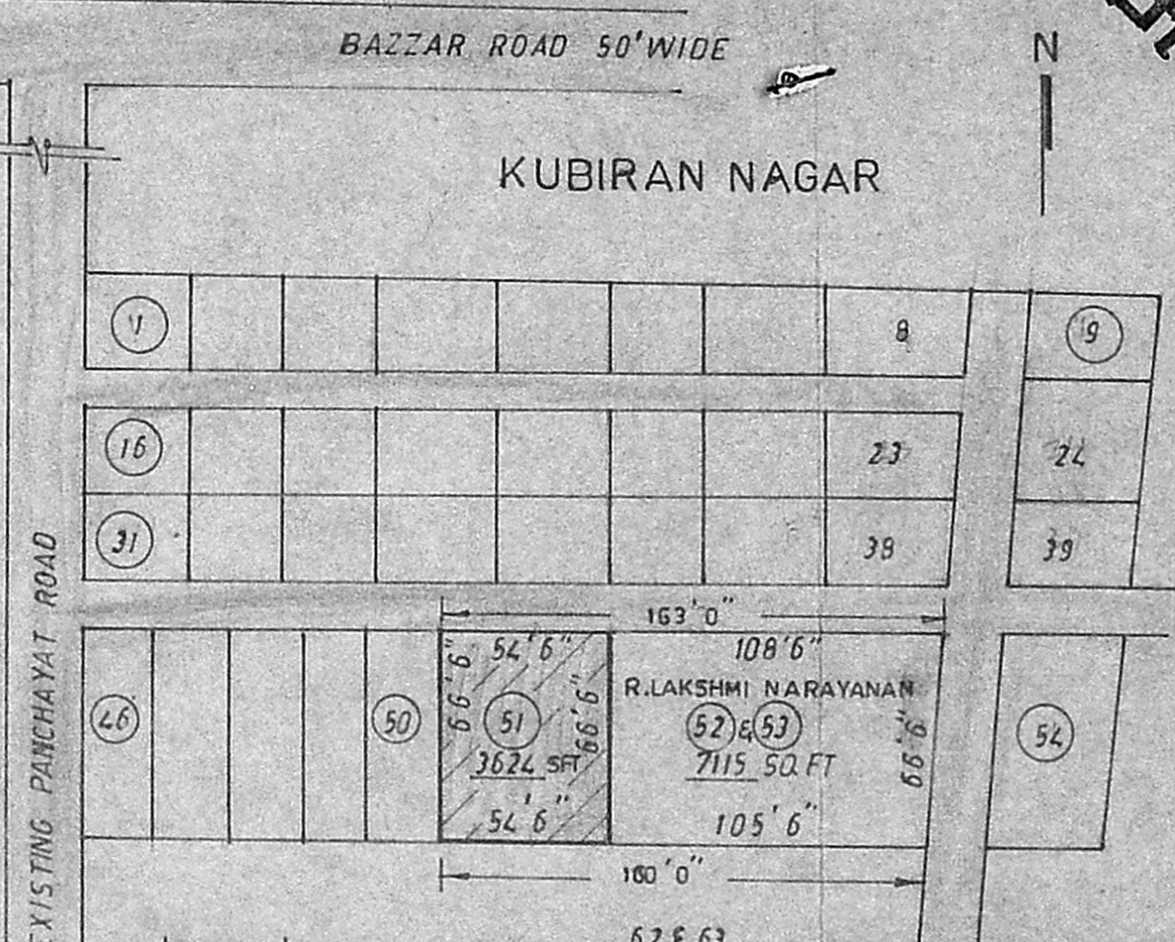 BAZZAR ROAD 50'WIDE
N
KUBIRAN NAGAR
1
8
9
16
23
24
31
38
39
EXISTING PANCHAYAT ROAD
163'0"
54'6"
108'6"
66'6"
R.LAKSHMI NARAYANAN
46
50
51
66'6"
52 & 53
66'6"
54
3624 SFT
7115 SQ.FT
54'6"
105'6"
160'0"
62 & 63